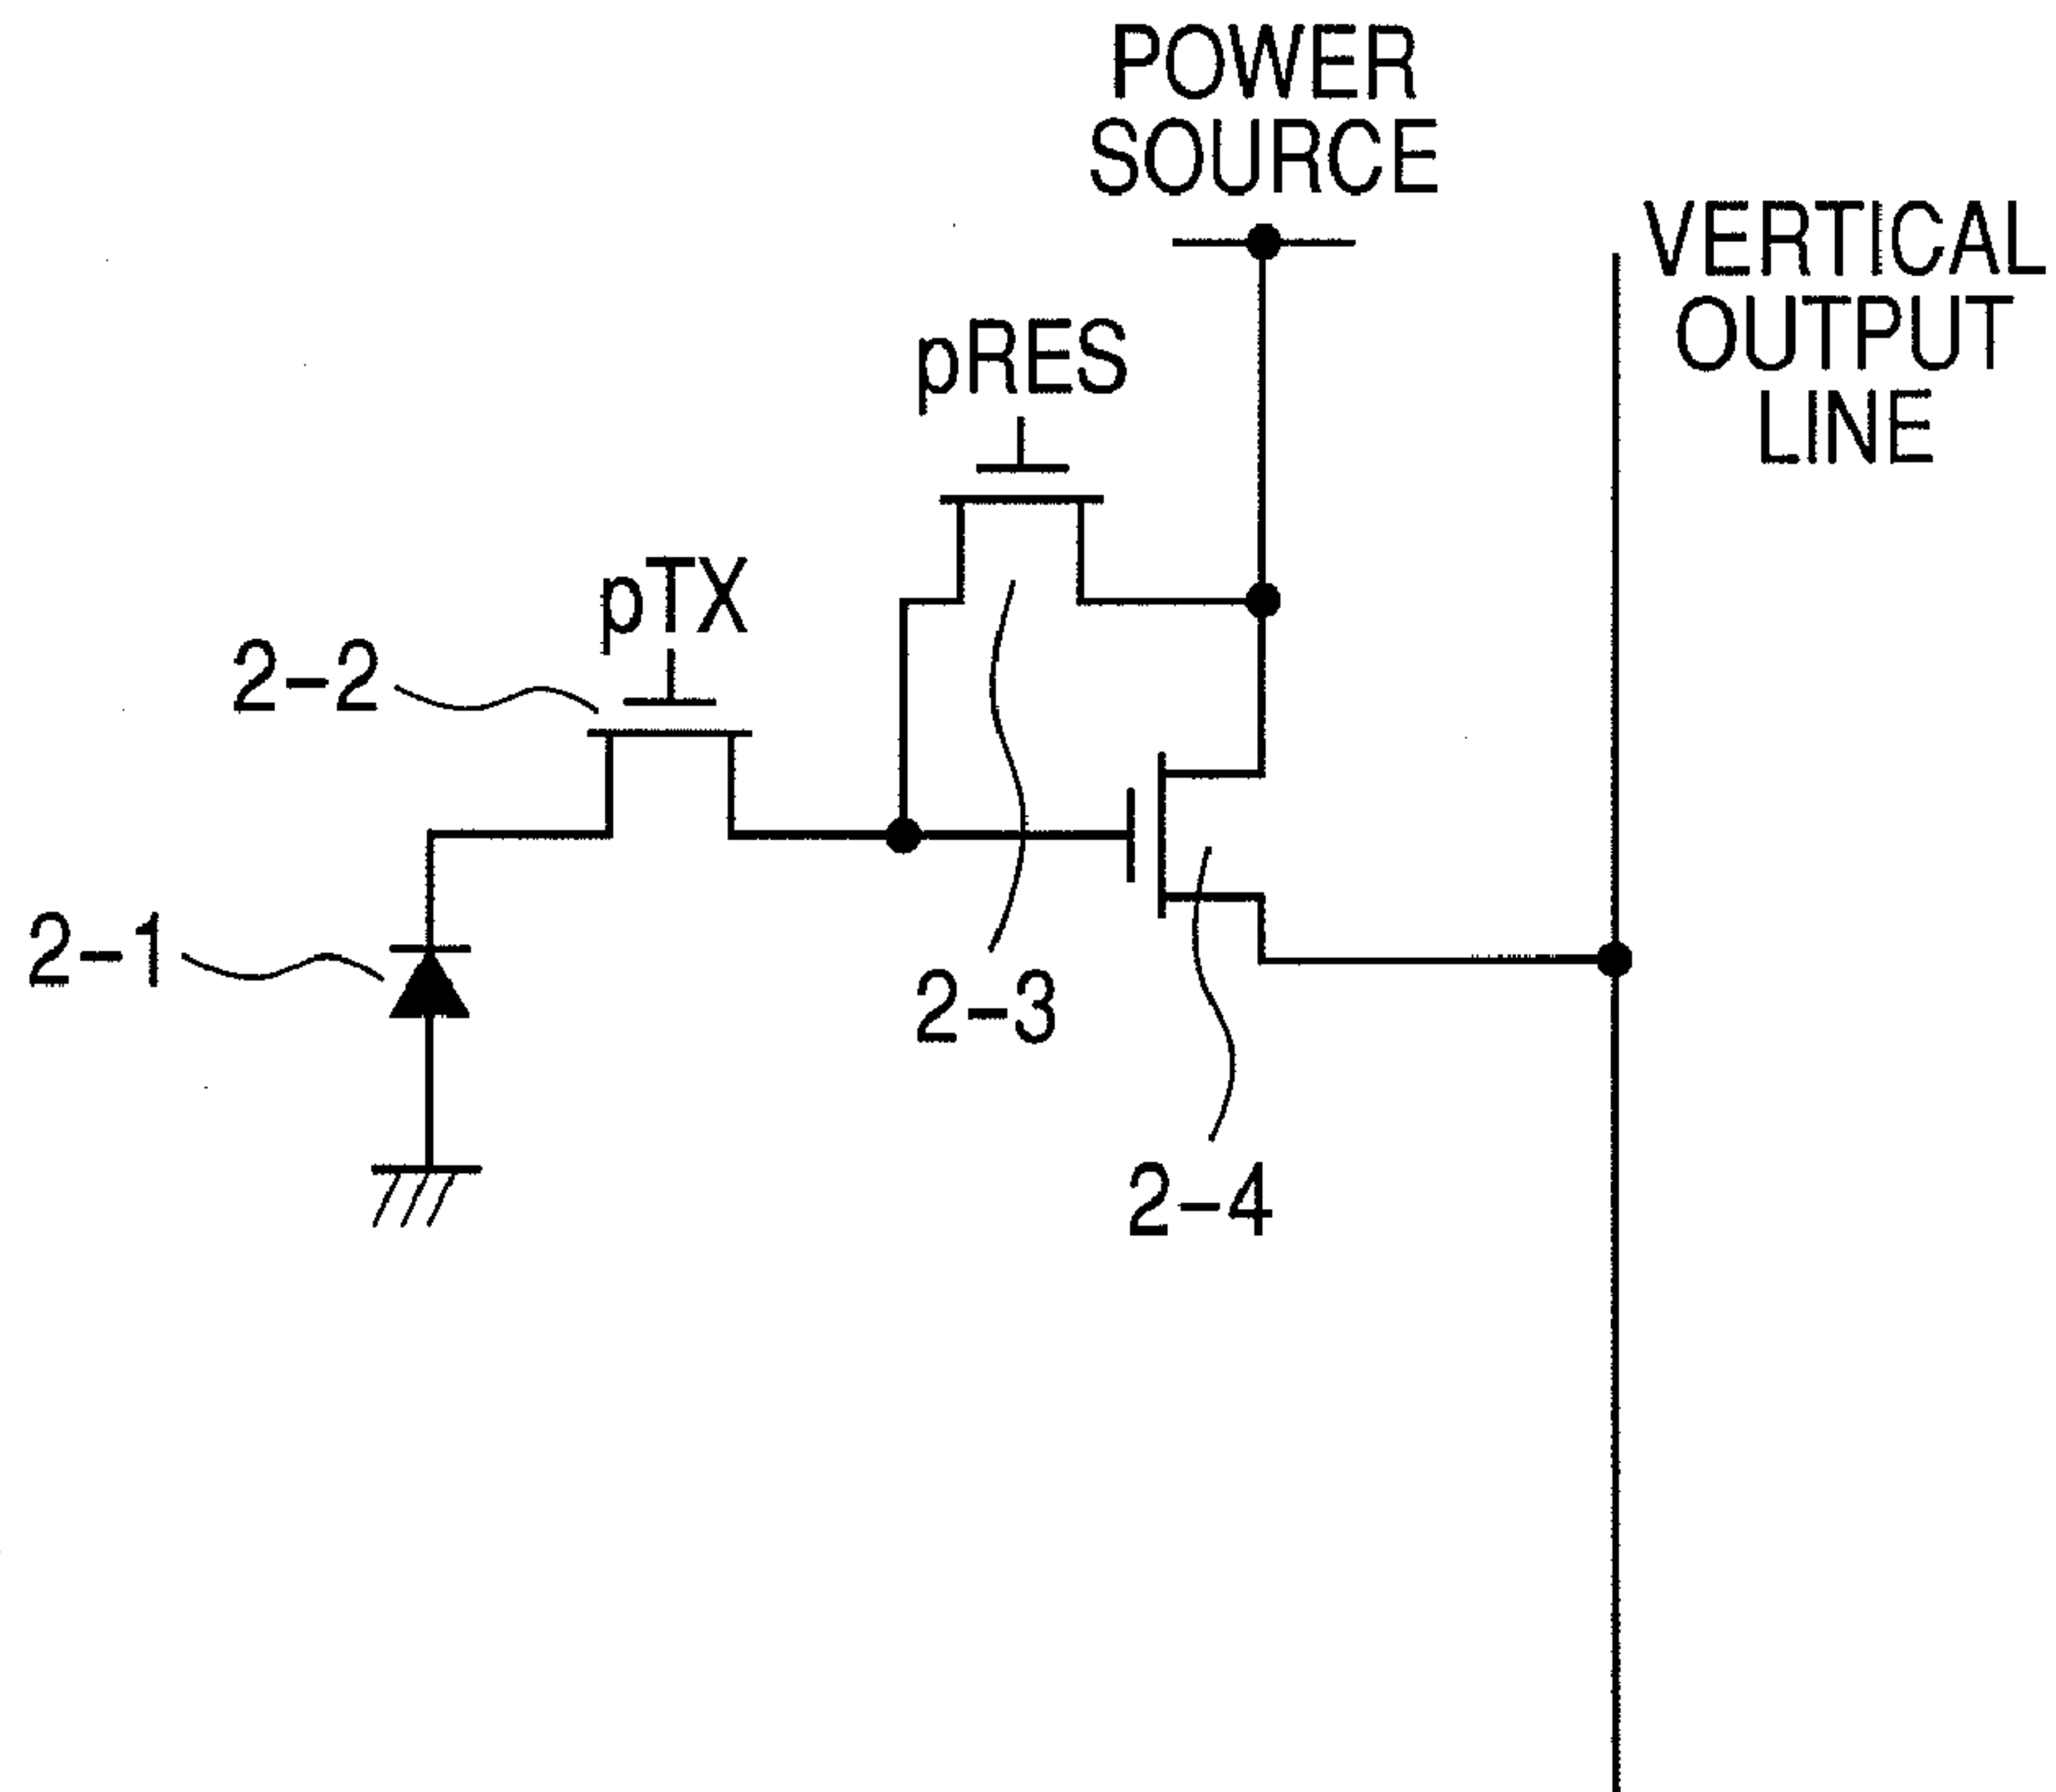 POWER
SOURCE
VERTICAL
OUTPUT
LINE
pRES
pTX
2-2
2-1
2-3
2-4